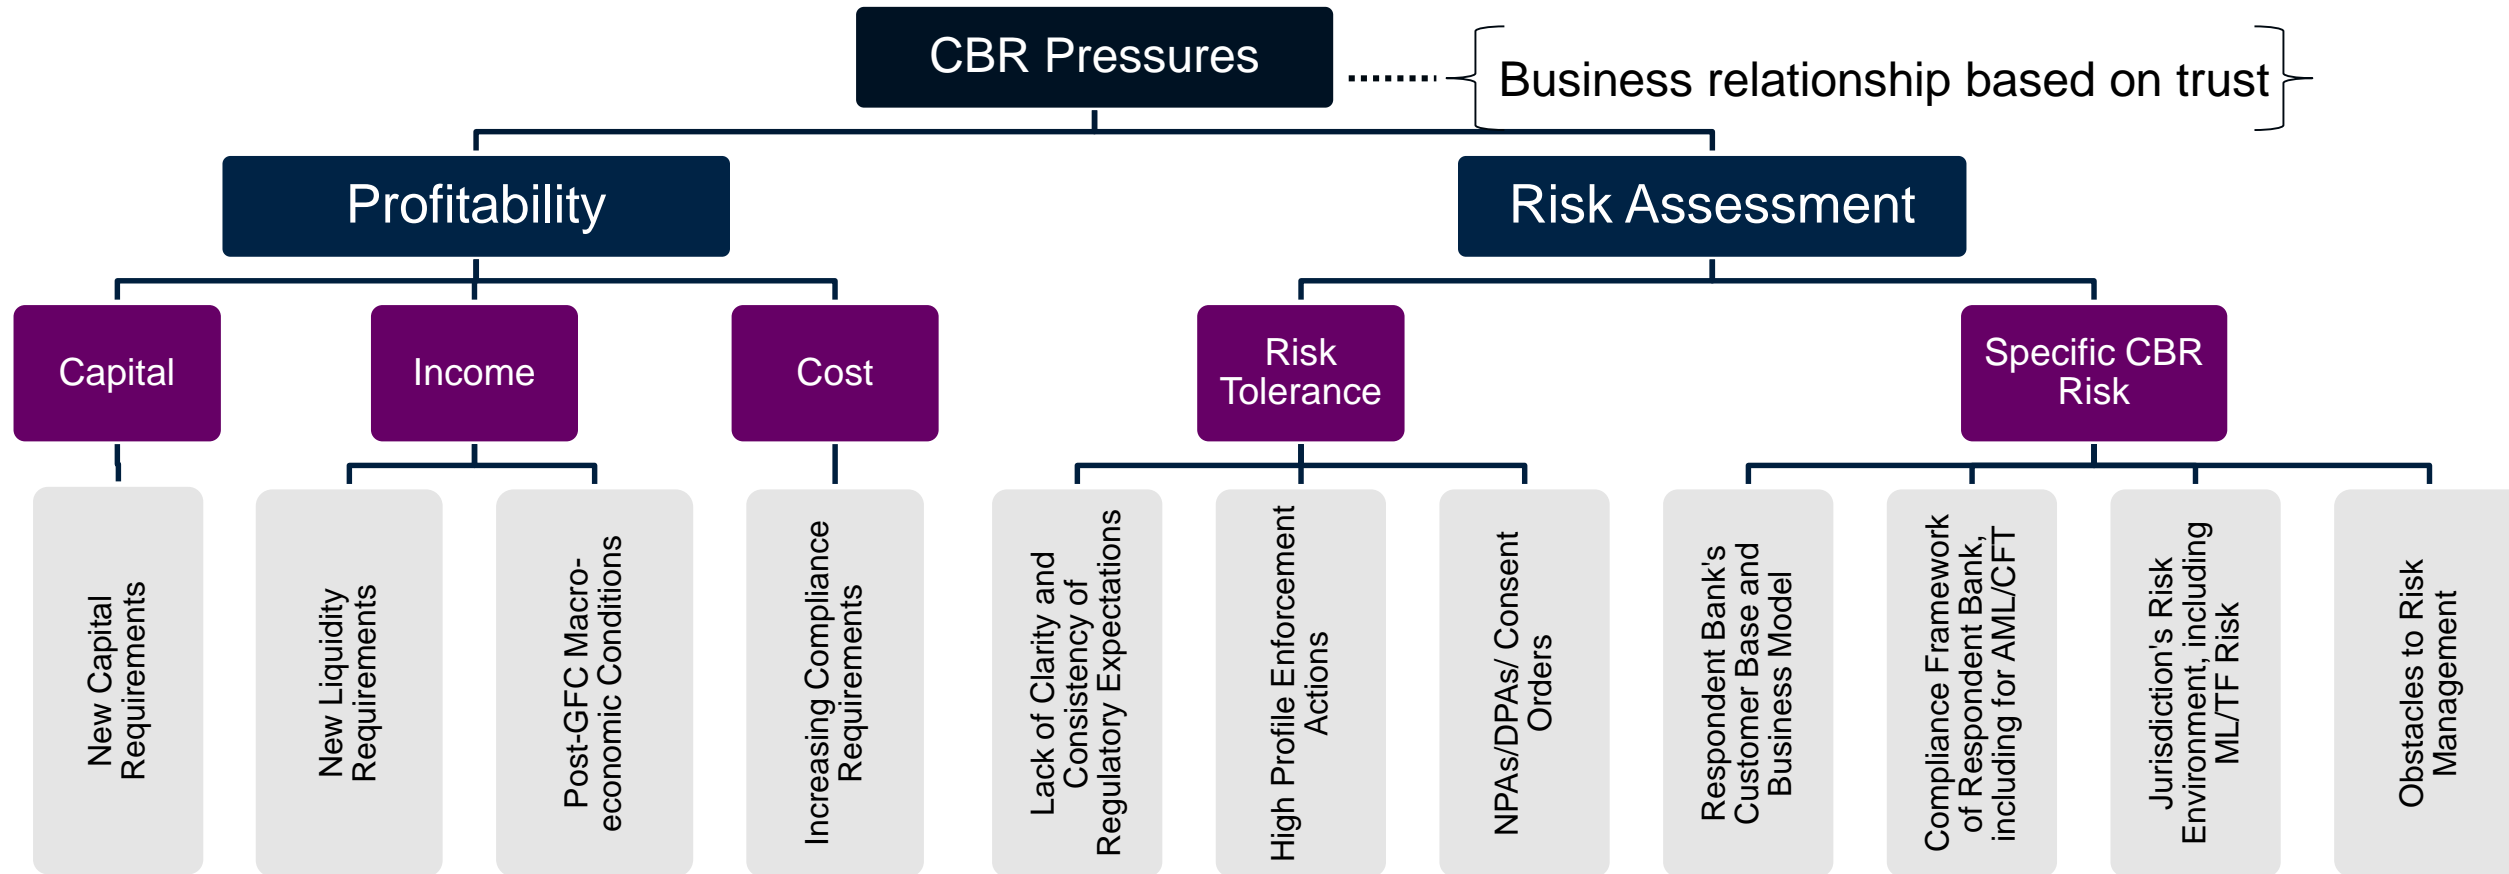 CBR Pressures
Business relationship based on trust
Profitability
Risk Assessment
Capital
Income
Cost
Risk
Tolerance
Specific CBR
Risk
New Capital
Requirements
New Liquidity
Requirements
Post-GFC Macro-
economic Conditions
Increasing Compliance
Requirements
Lack of Clarity and
Consistency of
Regulatory Expectations
High Profile Enforcement
Actions
NPAs/DPAs/ Consent
Orders
Respondent Bank's
Customer Base and
Business Model
Compliance Framework
of Respondent Bank,
including for AML/CFT
Jurisdiction's Risk
Environment, including
ML/TF Risk
Obstacles to Risk
Management